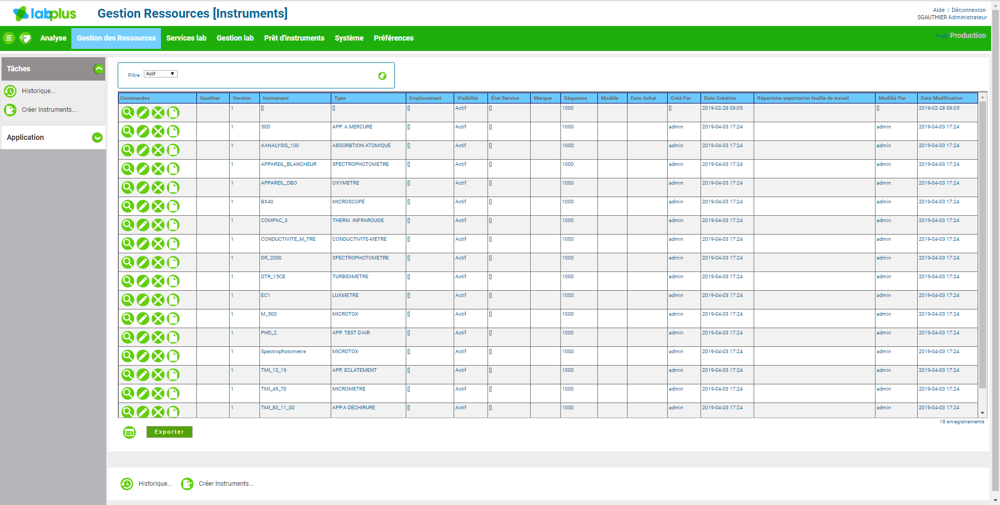 labplus
Gestion Ressources [Instruments]
Aide | Déconnexion
SGAUTHIER Administrateur
Analyse Gestion des Ressources Services lab Gestion lab Prêt d'instruments Système Préférences
Profil: Production
Tâches
Historique...
Créer Instruments...
Application
Filtre : Actif
Commandes Gauthier Version Instrument Type Emplacement Visibilité État Service Marque Séquence Modèle Date Achat Créé Par Date Création Répertoire exportation feuille de travail Modifié Par Date Modification
1 [] [] [] Actif [] 1000 [] 2019-02-28 09:05 [] 2019-02-28 09:05
1 50D APP. A MERCURE [] Actif [] 1000 admin 2019-04-03 17:24 admin 2019-04-03 17:24
1 AANALYSIS_100 ABSORBTION ATOMIQUE [] Actif [] 1000 admin 2019-04-03 17:24 admin 2019-04-03 17:24
1 APPAREIL_BLANCHEUR SPECTROPHOTOMETRE [] Actif [] 1000 admin 2019-04-03 17:24 admin 2019-04-03 17:24
1 APPAREIL_DBO OXYMETRE [] Actif [] 1000 admin 2019-04-03 17:24 admin 2019-04-03 17:24
1 BX40 MICROSCOPE [] Actif [] 1000 admin 2019-04-03 17:24 admin 2019-04-03 17:24
1 COMPAC_3 THERM. INFRAROUGE [] Actif [] 1000 admin 2019-04-03 17:24 admin 2019-04-03 17:24
1 CONDUCTIVITE_M_TRE CONDUCTIVITE-METRE [] Actif [] 1000 admin 2019-04-03 17:24 admin 2019-04-03 17:24
1 DR_2000 SPECTROPHOTOMETRE [] Actif [] 1000 admin 2019-04-03 17:24 admin 2019-04-03 17:24
1 DTR_15CE TURBIDIMETRE [] Actif [] 1000 admin 2019-04-03 17:24 admin 2019-04-03 17:24
1 EC1 LUXMETRE [] Actif [] 1000 admin 2019-04-03 17:24 admin 2019-04-03 17:24
1 M_500 MICROTOX [] Actif [] 1000 admin 2019-04-03 17:24 admin 2019-04-03 17:24
1 PHD_2 APP. TEST D'AIR [] Actif [] 1000 admin 2019-04-03 17:24 admin 2019-04-03 17:24
1 Spectrophotometre MICROTOX [] Actif [] 1000 admin 2019-04-03 17:24 admin 2019-04-03 17:24
1 TMI_13_19 APP. ECLATEMENT [] Actif [] 1000 admin 2019-04-03 17:24 admin 2019-04-03 17:24
1 TMI_49_70 MICROMETRE [] Actif [] 1000 admin 2019-04-03 17:24 admin 2019-04-03 17:24
1 TMI_83_11_00 APP.A DECHIRURE [] Actif [] 1000 admin 2019-04-03 17:24 admin 2019-04-03 17:24
18 enregistrements
Exporter
Historique... Créer Instruments...